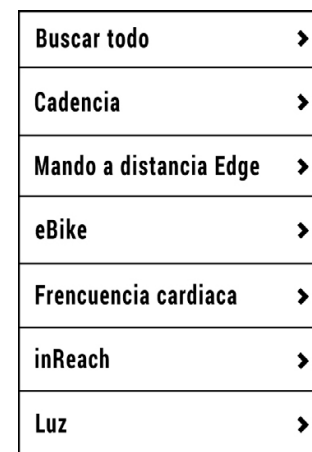 Buscar todo
Cadencia
Mando a distancia Edge
eBike
Frencuencia cardiaca
inReach
Luz